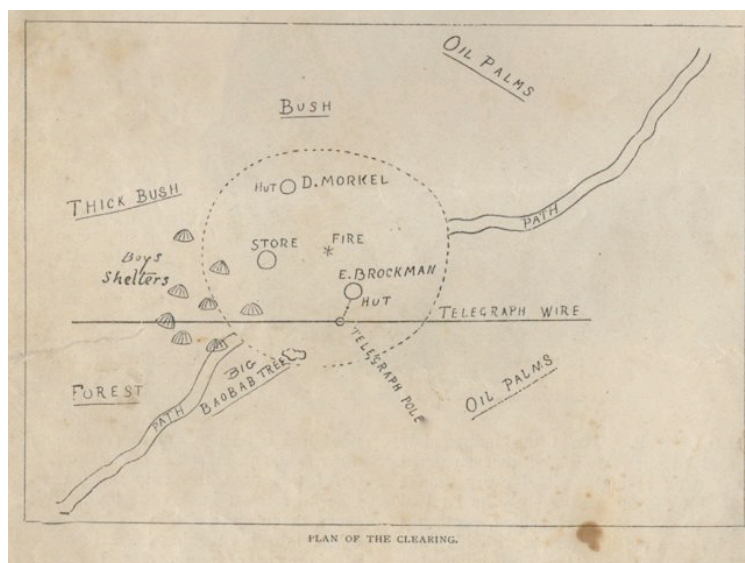 OIL PALMS
BUSH
THICK BUSH
HUT D. MORKEL
STORE
FIRE
Boys
Shelters
E. BROCKMAN
HUT
PATH
TELEGRAPH WIRE
TELEGRAPH POLE
BIG
BAOBAB TREE
FOREST
PATH
OIL PALMS
PLAN OF THE CLEARING.